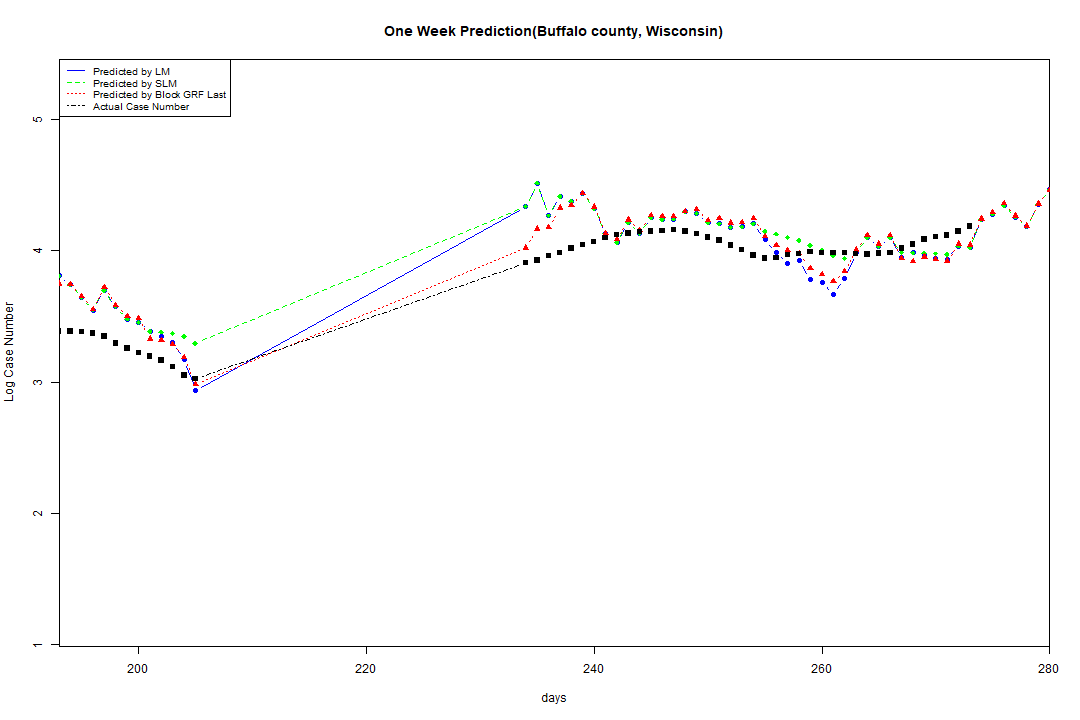 One Week Prediction(Buffalo county, Wisconsin)
Predicted by LM
Predicted by SLM
Predicted by Block GRF Last
Actual Case Number
5
4
3
2
1
Log Case Number
200
220
240
260
280
days